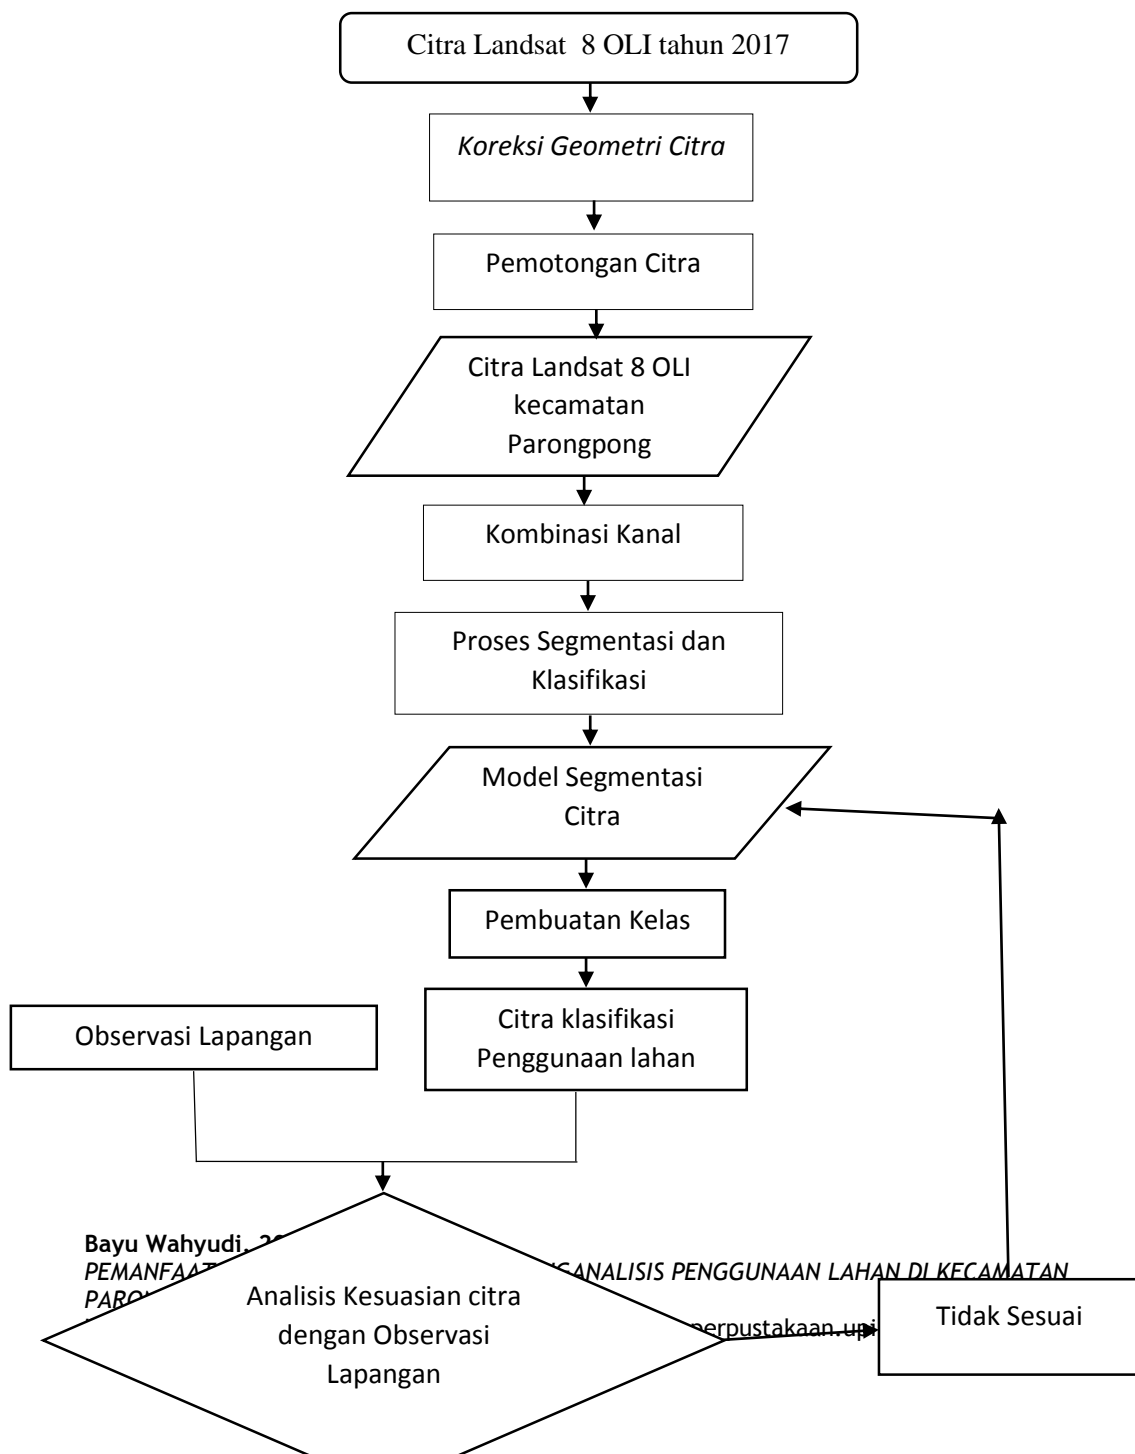 Citra Landsat 8 OLI tahun 2017
Koreksi Geometri Citra
Pemotongan Citra
Citra Landsat 8 OLI
kecamatan
Parongpong
Kombinasi Kanal
Proses Segmentasi dan
Klasifikasi
Model Segmentasi
Citra
Pembuatan Kelas
Citra klasifikasi
Penggunaan lahan
Observasi Lapangan
Bayu Wahyudi,
PENGGUNAAN LAHAN DI KECAMATAN
Analisis Kesuasian citra
dengan Observasi
Lapangan
Tidak Sesuai